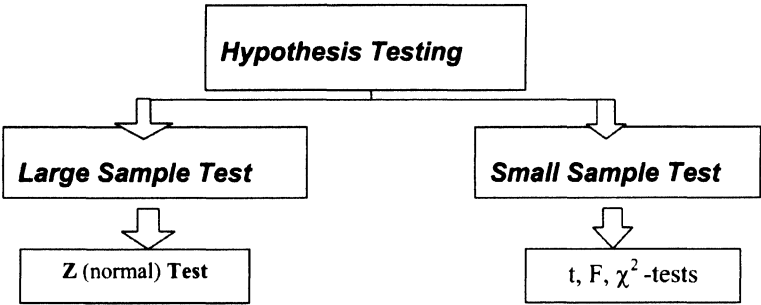 Hypothesis Testing
Large Sample Test
Small Sample Test
Z (normal) Test
t, F, χ² -tests